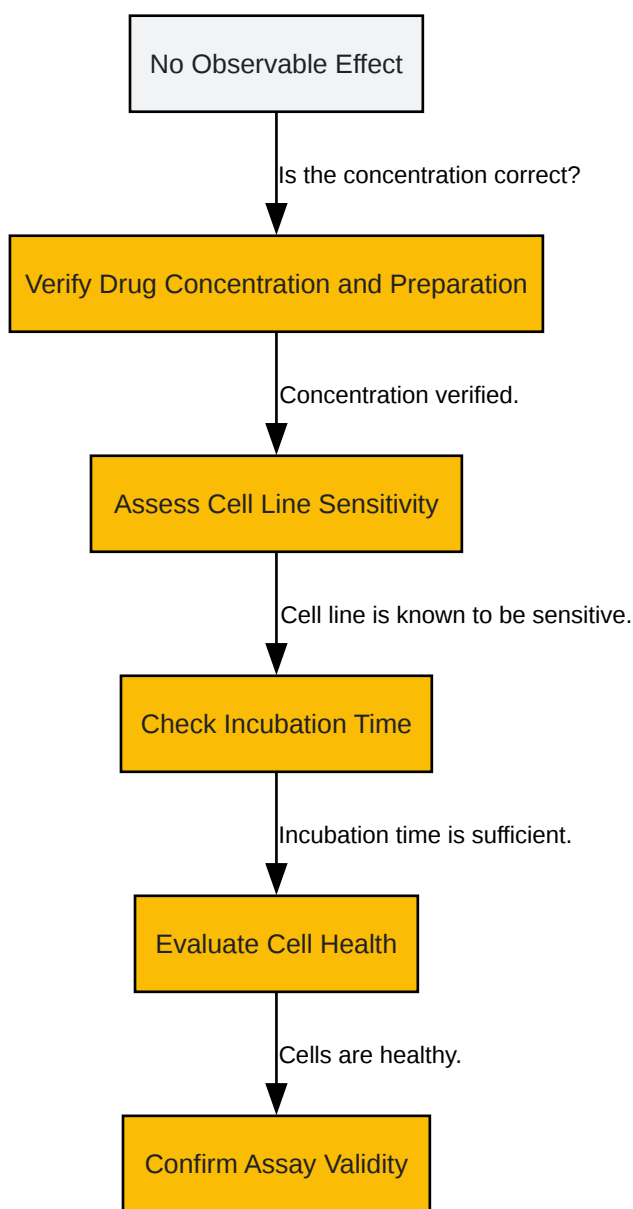 No Observable Effect
Is the concentration correct?
Verify Drug Concentration and Preparation
Concentration verified.
Assess Cell Line Sensitivity
Cell line is known to be sensitive.
Check Incubation Time
Incubation time is sufficient.
Evaluate Cell Health
Cells are healthy.
Confirm Assay Validity